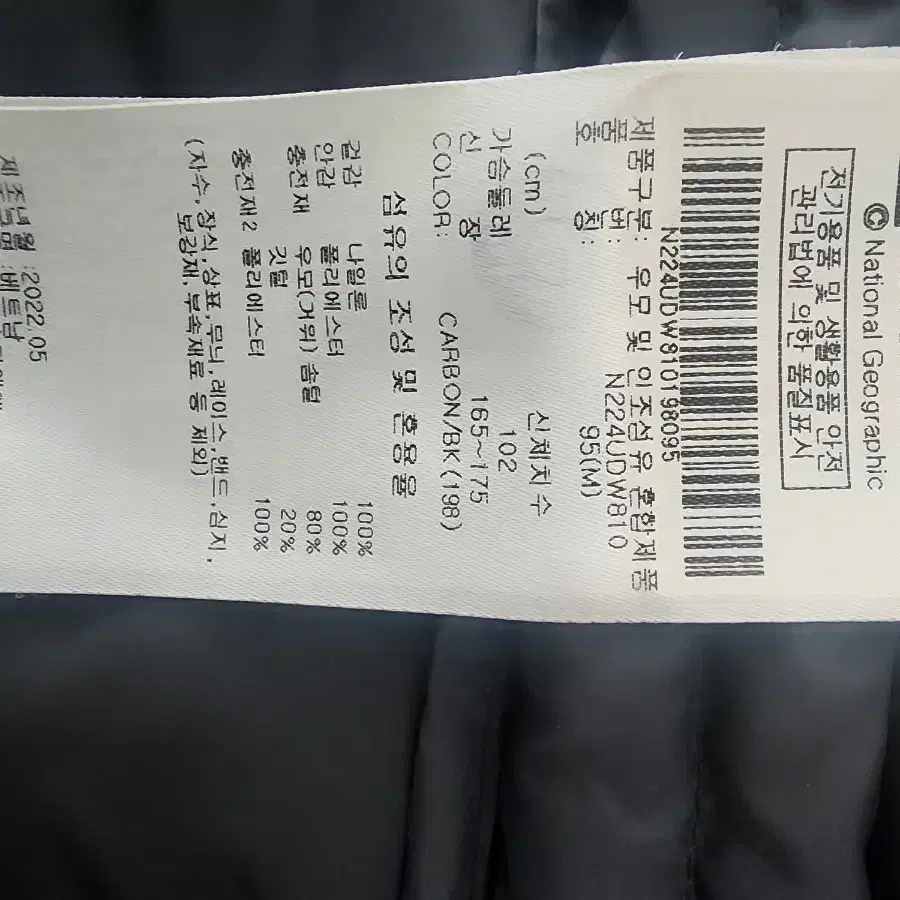 © National Geographic
전기용품 및 생활용품 안전
관리법에 의한 품질표시
N224UDW8101 98095
제품구분: 우모 및 인조섬유 혼합제품
품 번: N224UDW810
호 칭: 95(M)
(cm) 신체치수
가슴둘레 102
신 장 165~175
COLOR: CARBON/BK(198)
섬유의 조성 및 혼용율
겉감 나일론 100%
안감 폴리에스터 100%
충전재 우모(거위) 솜털 80%
깃털 20%
충전재2 폴리에스터 100%
(자수,장식,상표,무늬,레이스,밴드,심지,
보강재,부속재료 등 제외)
제조년월 :2022.05
:베트남